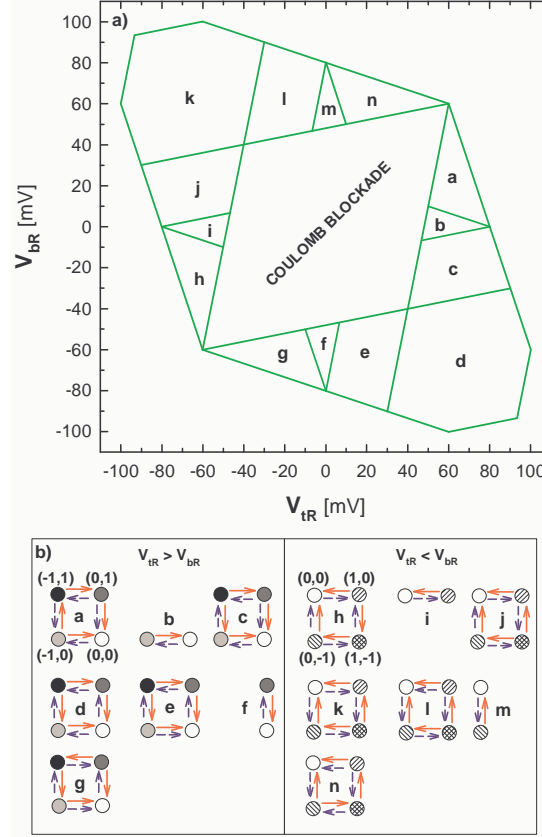 a)
100
80
60
40
20
0
-20
-40
-60
-80
-100
V_bR [mV]
k
l
m
n
a
j
b
i
c
h
COULOMB BLOCKADE
g
f
e
d
-100 -80 -60 -40 -20 0 20 40 60 80 100
V_tR [mV]
b)
V_tR > V_bR
(-1,1) (0,1)
a
b
c
(-1,0) (0,0)
d
e
f
g
V_tR < V_bR
(0,0) (1,0)
h
i
j
(0,-1) (1,-1)
k
l
m
n